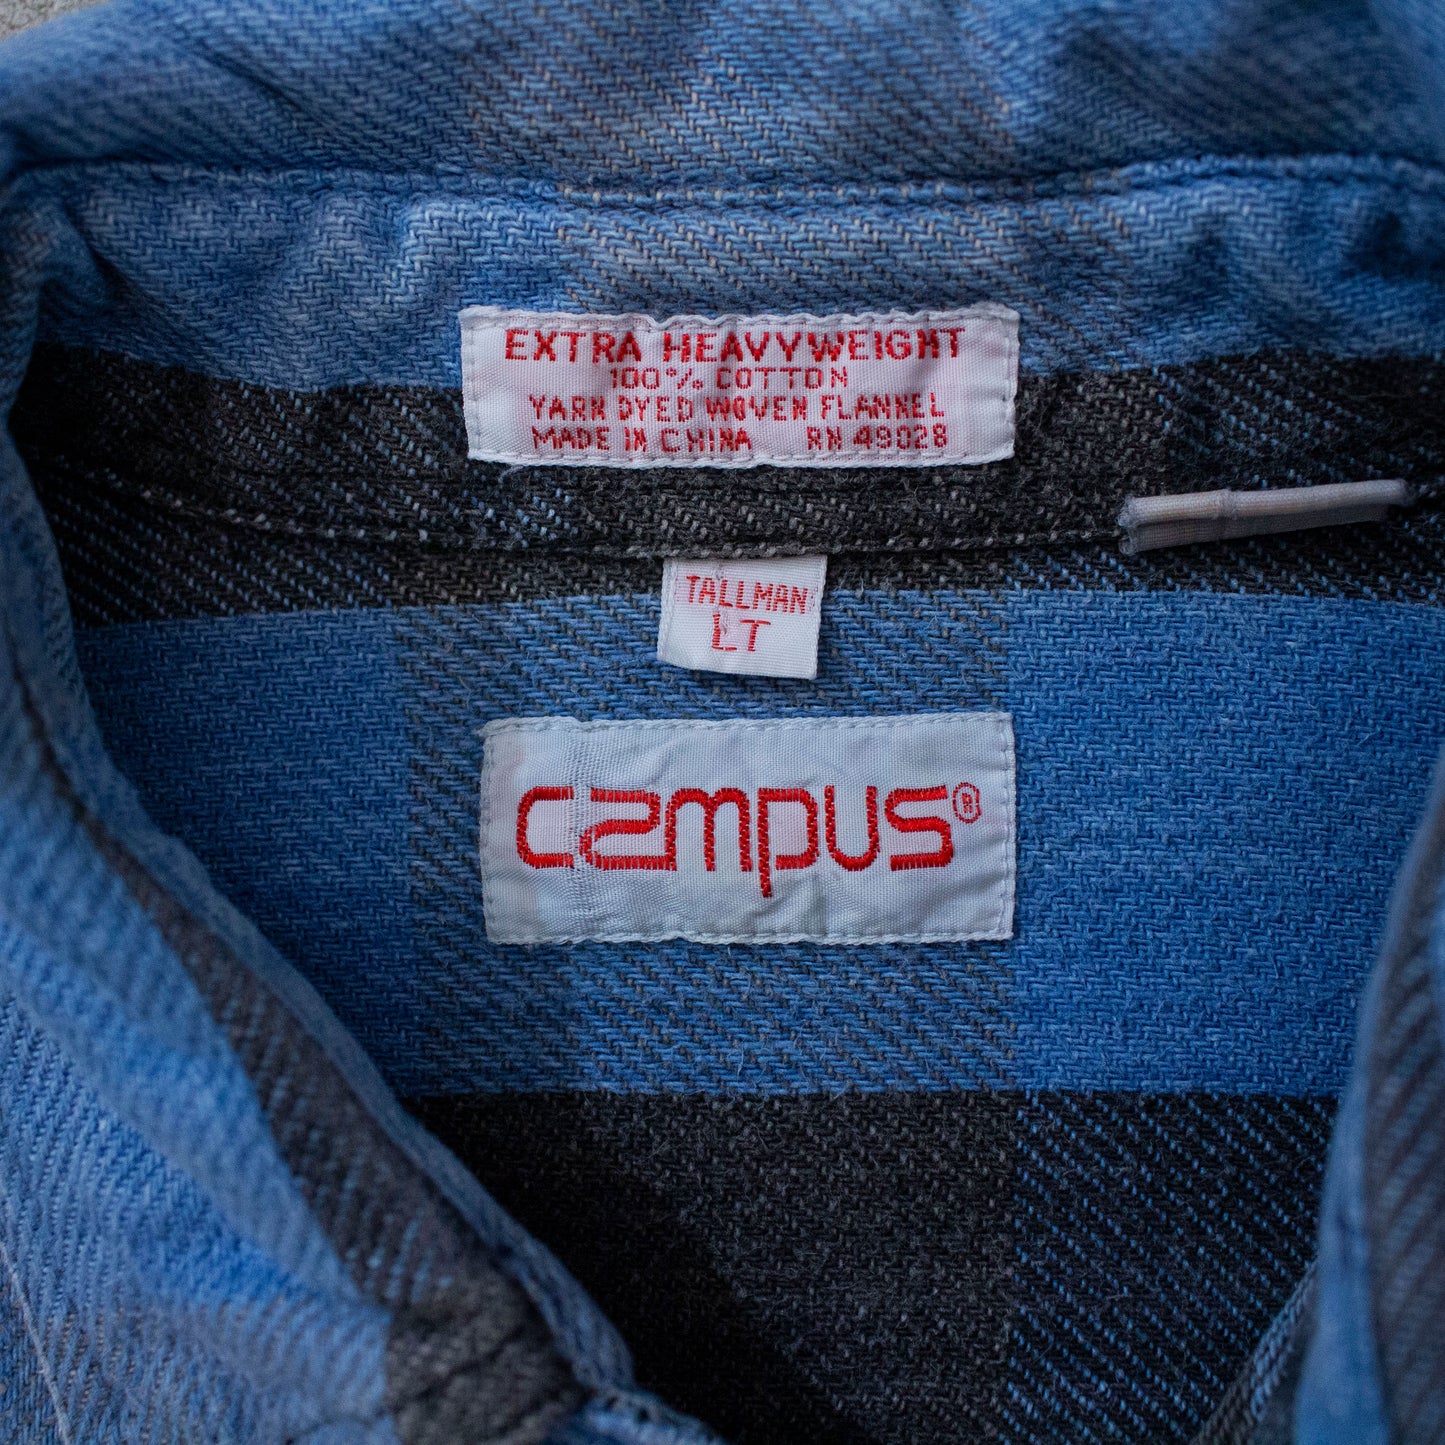 EXTRA HEAVYWEIGHT
100% COTTON
YARN DYED WOVEN FLANNEL
MADE IN CHINA RN 49028
TALLMAN
LT
campus®